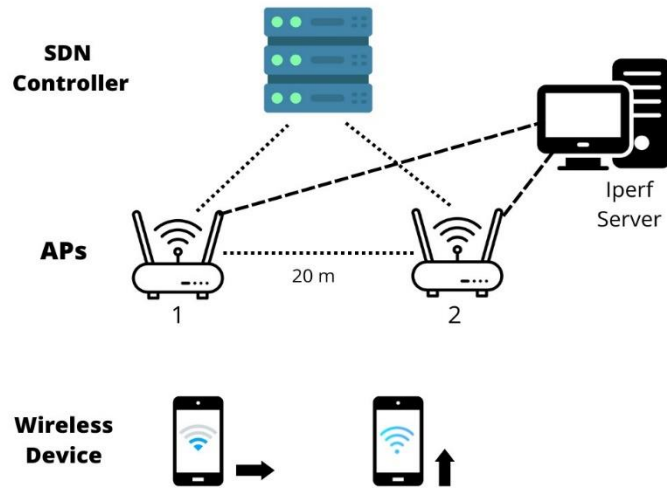 SDN
Controller
Iperf
Server
APs
20 m
1
2
Wireless
Device